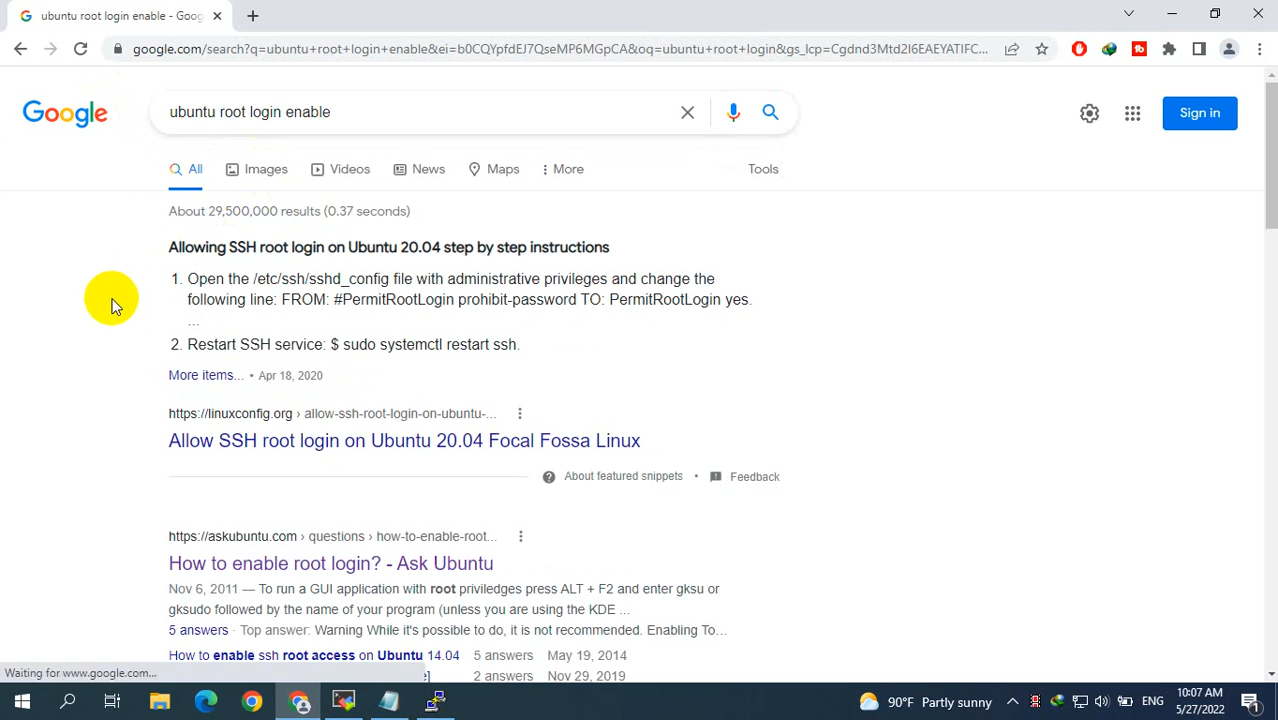 ubuntu root login enable - Goo
google.com/search?q=ubuntu+root+login+enable&ei=b0CQYpfdEJ7QseMP6MGpCA&oq=ubuntu+root+login&gs_lcp=Cgdnd3Mtd2l6EAEYATIFC...
Google
ubuntu root login enable
Sign in
All
Images
Videos
News
Maps
More
Tools
About 29,500,000 results (0.37 seconds)
Allowing SSH root login on Ubuntu 20.04 step by step instructions
1. Open the /etc/ssh/sshd_config file with administrative privileges and change the
following line: FROM: #PermitRootLogin prohibit-password TO: PermitRootLogin yes.
...
2. Restart SSH service: $ sudo systemctl restart ssh.
More items... • Apr 18, 2020
https://linuxconfig.org › allow-ssh-root-login-on-ubuntu-...
Allow SSH root login on Ubuntu 20.04 Focal Fossa Linux
About featured snippets • Feedback
https://askubuntu.com › questions › how-to-enable-root...
How to enable root login? - Ask Ubuntu
Nov 6, 2011 — To run a GUI application with root priviledges press ALT + F2 and enter gksu or
gksudo followed by the name of your program (unless you are using the KDE ...
5 answers · Top answer: Warning While it's possible to do, it is not recommended. Enabling To...
How to enable ssh root access on Ubuntu 14.04 5 answers May 19, 2014
2 answers Nov 29, 2019
Waiting for www.google.com...
90°F Partly sunny
ENG
10:07 AM
5/27/2022
1